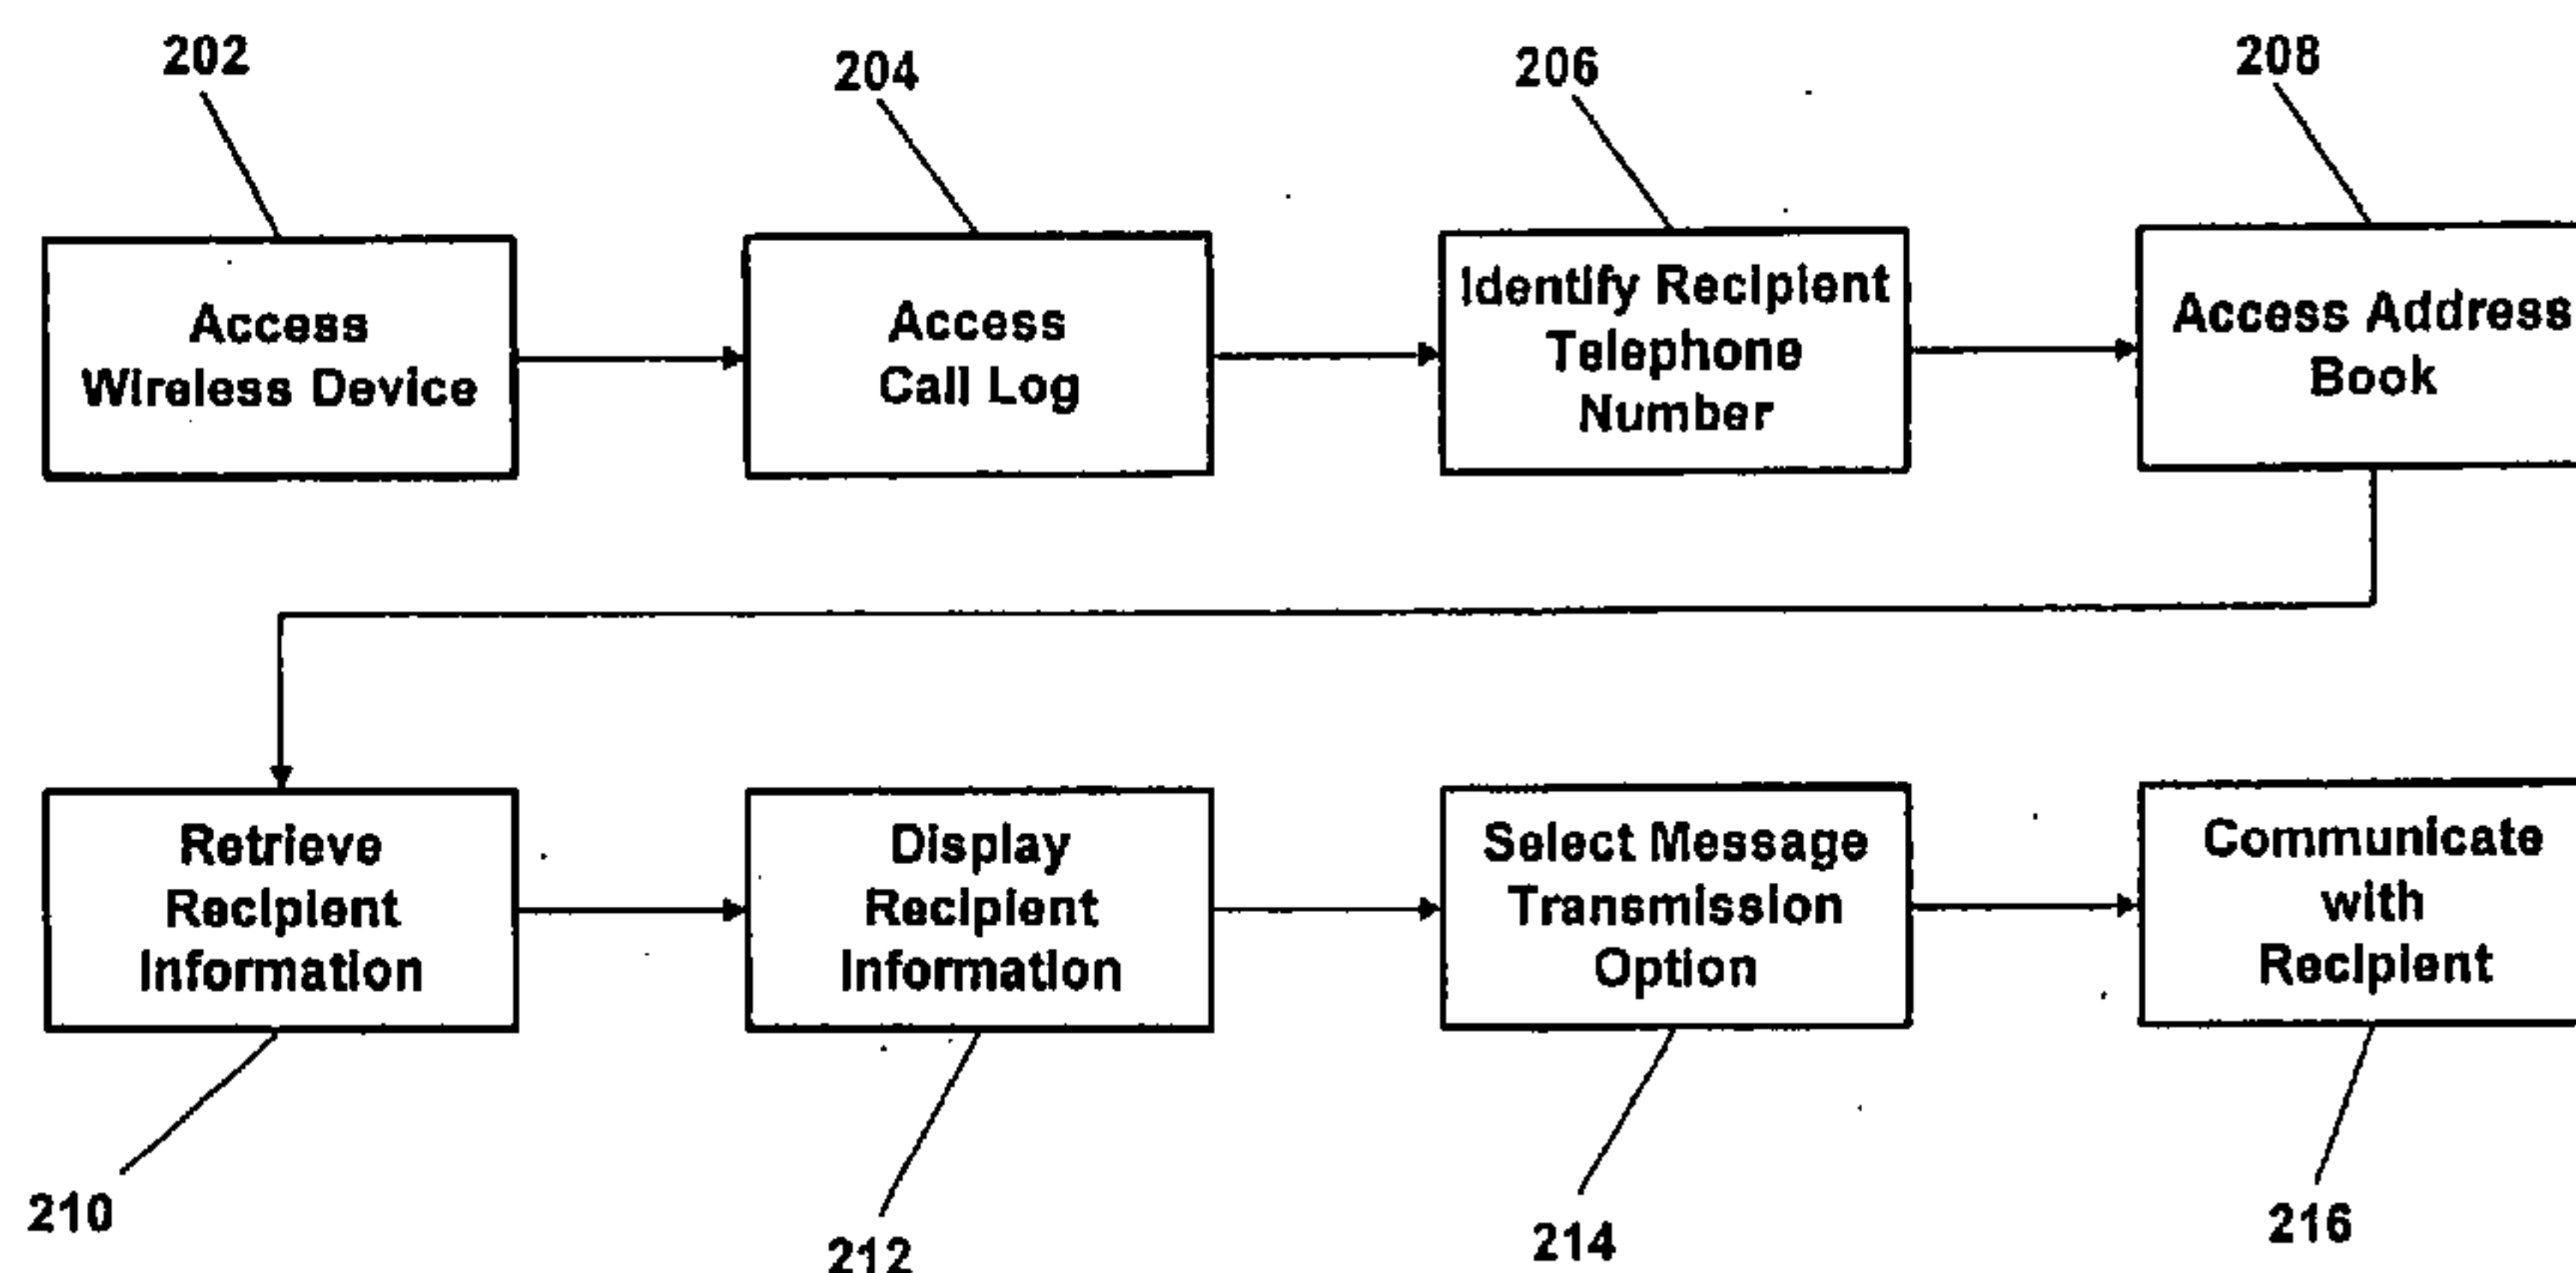 202
204
206
208
Access
Wireless Device
Access
Call Log
Identify Recipient
Telephone
Number
Access Address
Book
Retrieve
Recipient
Information
Display
Recipient
Information
Select Message
Transmission
Option
Communicate
with
Recipient
210
212
214
216